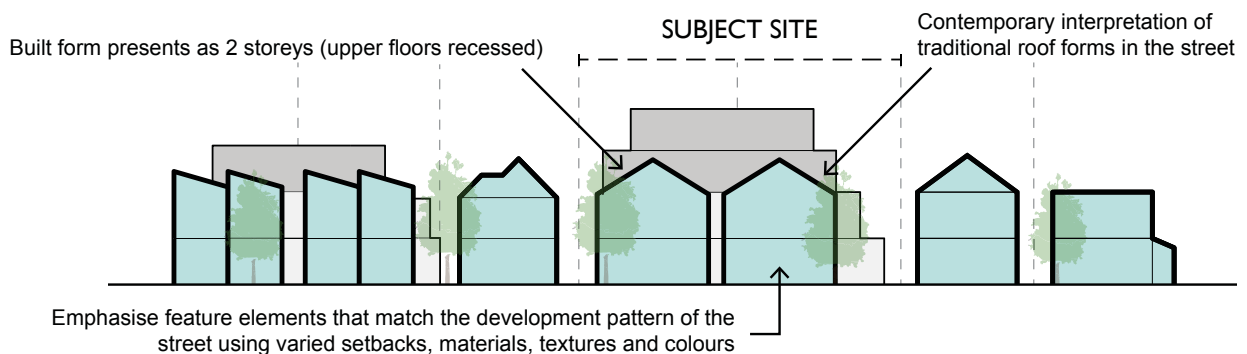 Built form presents as 2 storeys (upper floors recessed)
SUBJECT SITE
Contemporary interpretation of
traditional roof forms in the street
Emphasise feature elements that match the development pattern of the
street using varied setbacks, materials, textures and colours